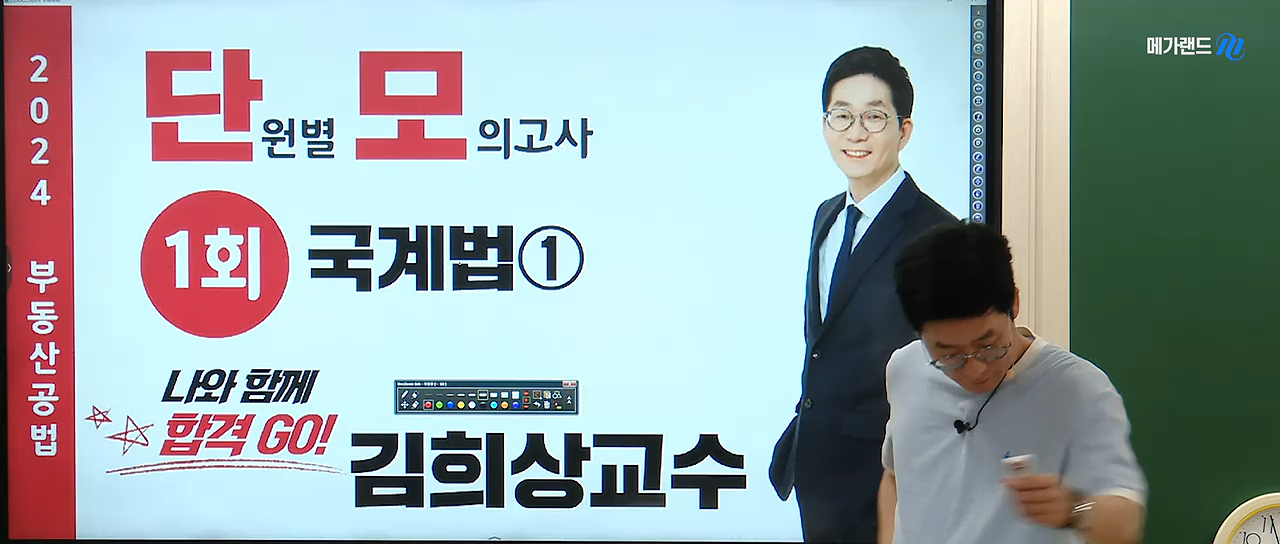 메가랜드
2024 부동산공법
단원별 모의고사
1회 국계법①
나와 함께
합격 GO!
김희상교수